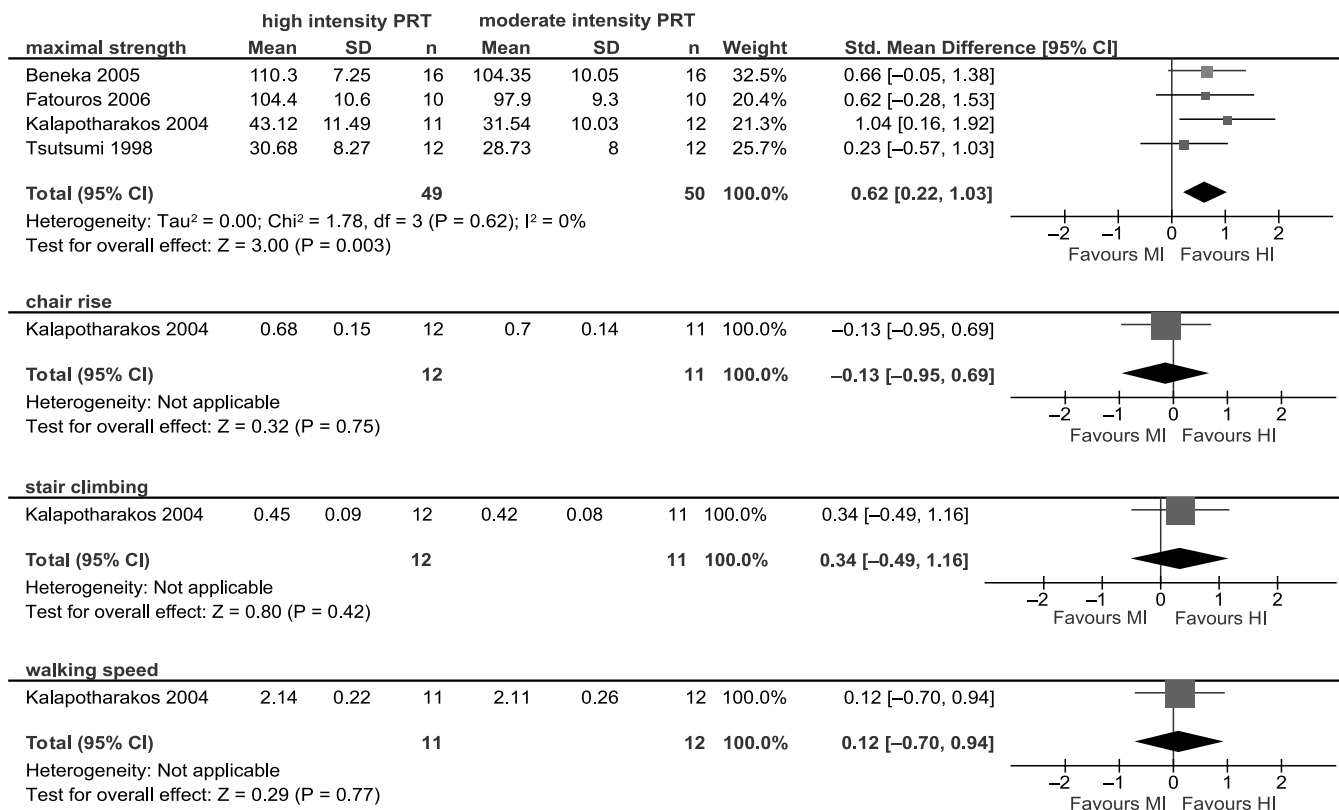 high intensity PRT moderate intensity PRT
maximal strength Mean SD n Mean SD n Weight Std. Mean Difference [95% CI]
Beneka 2005 110.3 7.25 16 104.35 10.05 16 32.5% 0.66 [–0.05, 1.38]
Fatouros 2006 104.4 10.6 10 97.9 9.3 10 20.4% 0.62 [–0.28, 1.53]
Kalapotharakos 2004 43.12 11.49 11 31.54 10.03 12 21.3% 1.04 [0.16, 1.92]
Tsutsumi 1998 30.68 8.27 12 28.73 8 12 25.7% 0.23 [–0.57, 1.03]
Total (95% CI) 49 50 100.0% 0.62 [0.22, 1.03]
Heterogeneity: Tau² = 0.00; Chi² = 1.78, df = 3 (P = 0.62); I² = 0%
Test for overall effect: Z = 3.00 (P = 0.003)
–2 –1 0 1 2
Favours MI Favours HI
chair rise
Kalapotharakos 2004 0.68 0.15 12 0.7 0.14 11 100.0% –0.13 [–0.95, 0.69]
Total (95% CI) 12 11 100.0% –0.13 [–0.95, 0.69]
Heterogeneity: Not applicable
Test for overall effect: Z = 0.32 (P = 0.75)
–2 –1 0 1 2
Favours MI Favours HI
stair climbing
Kalapotharakos 2004 0.45 0.09 12 0.42 0.08 11 100.0% 0.34 [–0.49, 1.16]
Total (95% CI) 12 11 100.0% 0.34 [–0.49, 1.16]
Heterogeneity: Not applicable
Test for overall effect: Z = 0.80 (P = 0.42)
–2 –1 0 1 2
Favours MI Favours HI
walking speed
Kalapotharakos 2004 2.14 0.22 11 2.11 0.26 12 100.0% 0.12 [–0.70, 0.94]
Total (95% CI) 11 12 100.0% 0.12 [–0.70, 0.94]
Heterogeneity: Not applicable
Test for overall effect: Z = 0.29 (P = 0.77)
–2 –1 0 1 2
Favours MI Favours HI